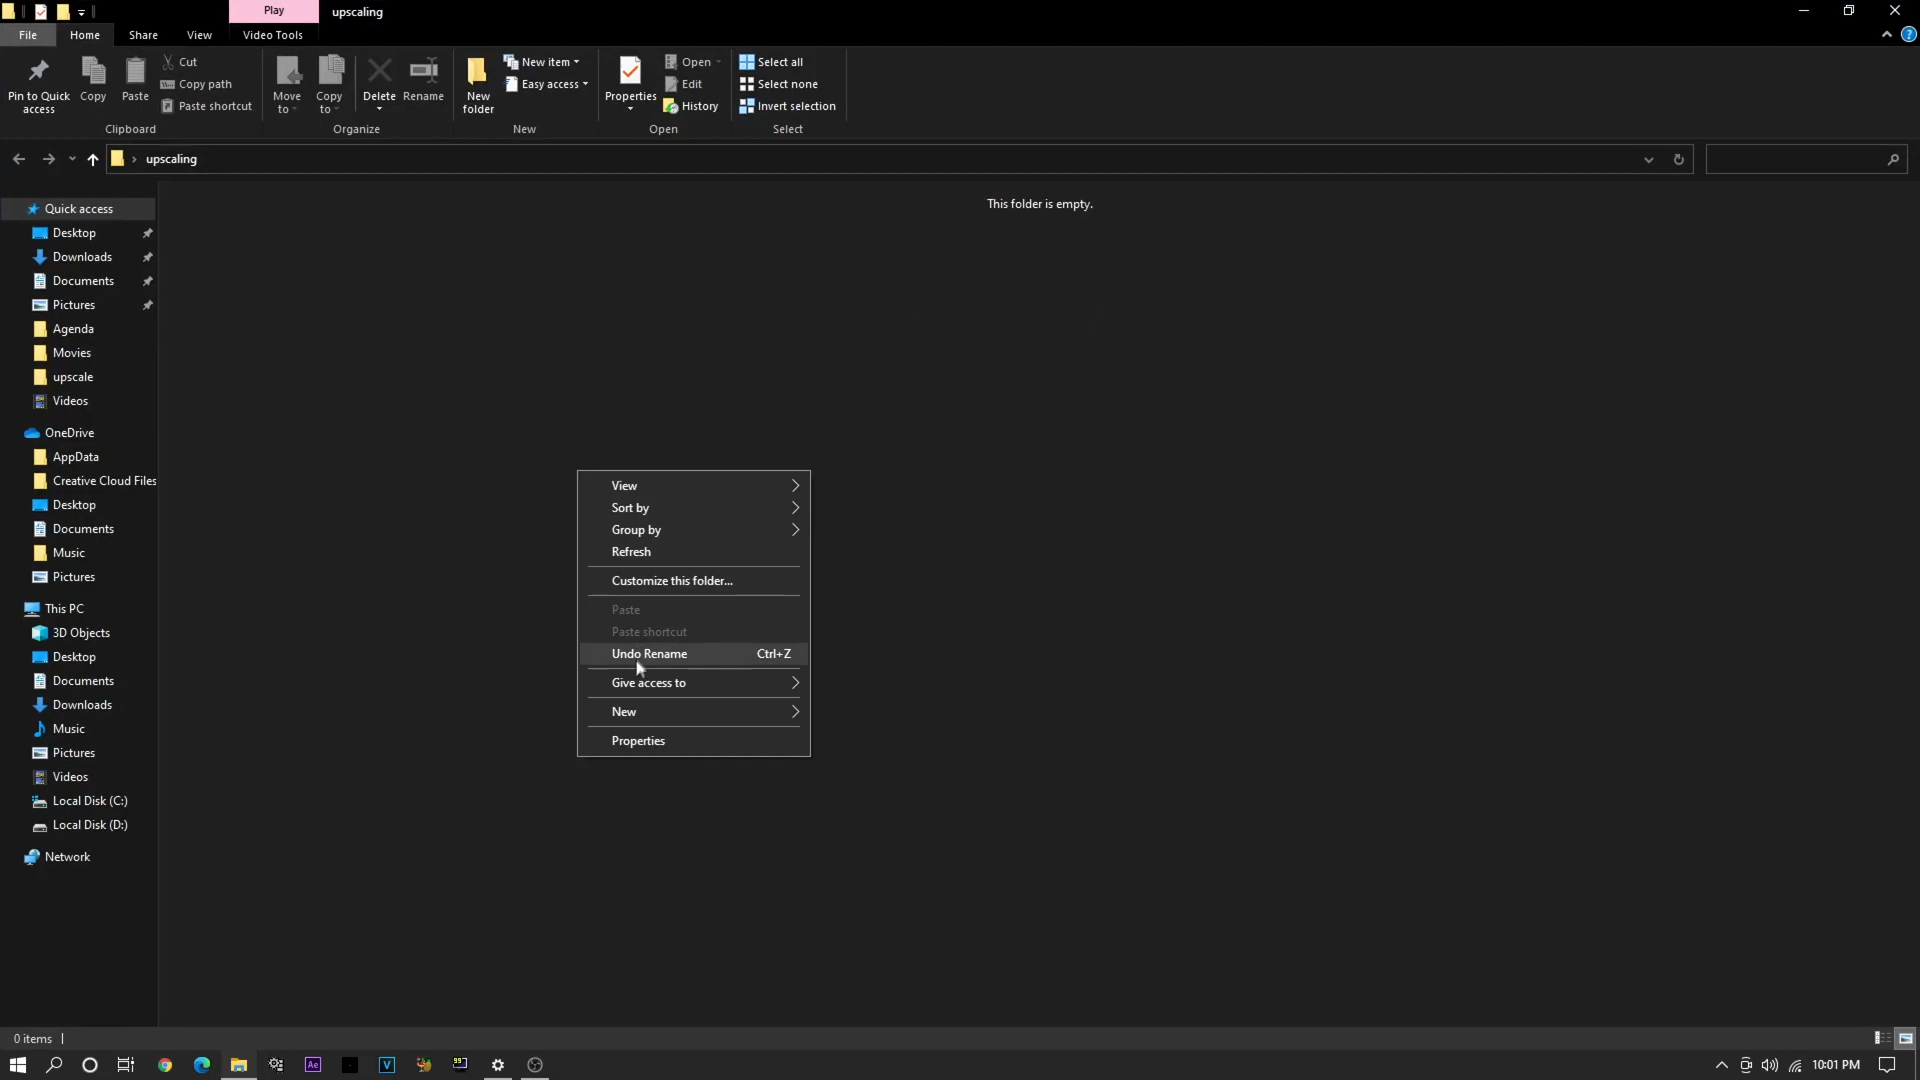 Play
upscaling
File
Home
Share
View
Video Tools
Pin to Quick
access
Copy
Paste
Cut
Copy path
Paste shortcut
Clipboard
Move
to
Copy
to
Delete
Rename
Organize
New
folder
New item
Easy access
New
Properties
Open
Edit
History
Open
Select all
Select none
Invert selection
Select
upscaling
Quick access
Desktop
Downloads
Documents
Pictures
Agenda
Movies
upscale
Videos
OneDrive
AppData
Creative Cloud Files
Desktop
Documents
Music
Pictures
This PC
3D Objects
Desktop
Documents
Downloads
Music
Pictures
Videos
Local Disk (C:)
Local Disk (D:)
Network
This folder is empty.
View
Sort by
Group by
Refresh
Customize this folder...
Paste
Paste shortcut
Undo Rename Ctrl+Z
Give access to
New
Properties
0 items
Ae
V
99
10:01 PM